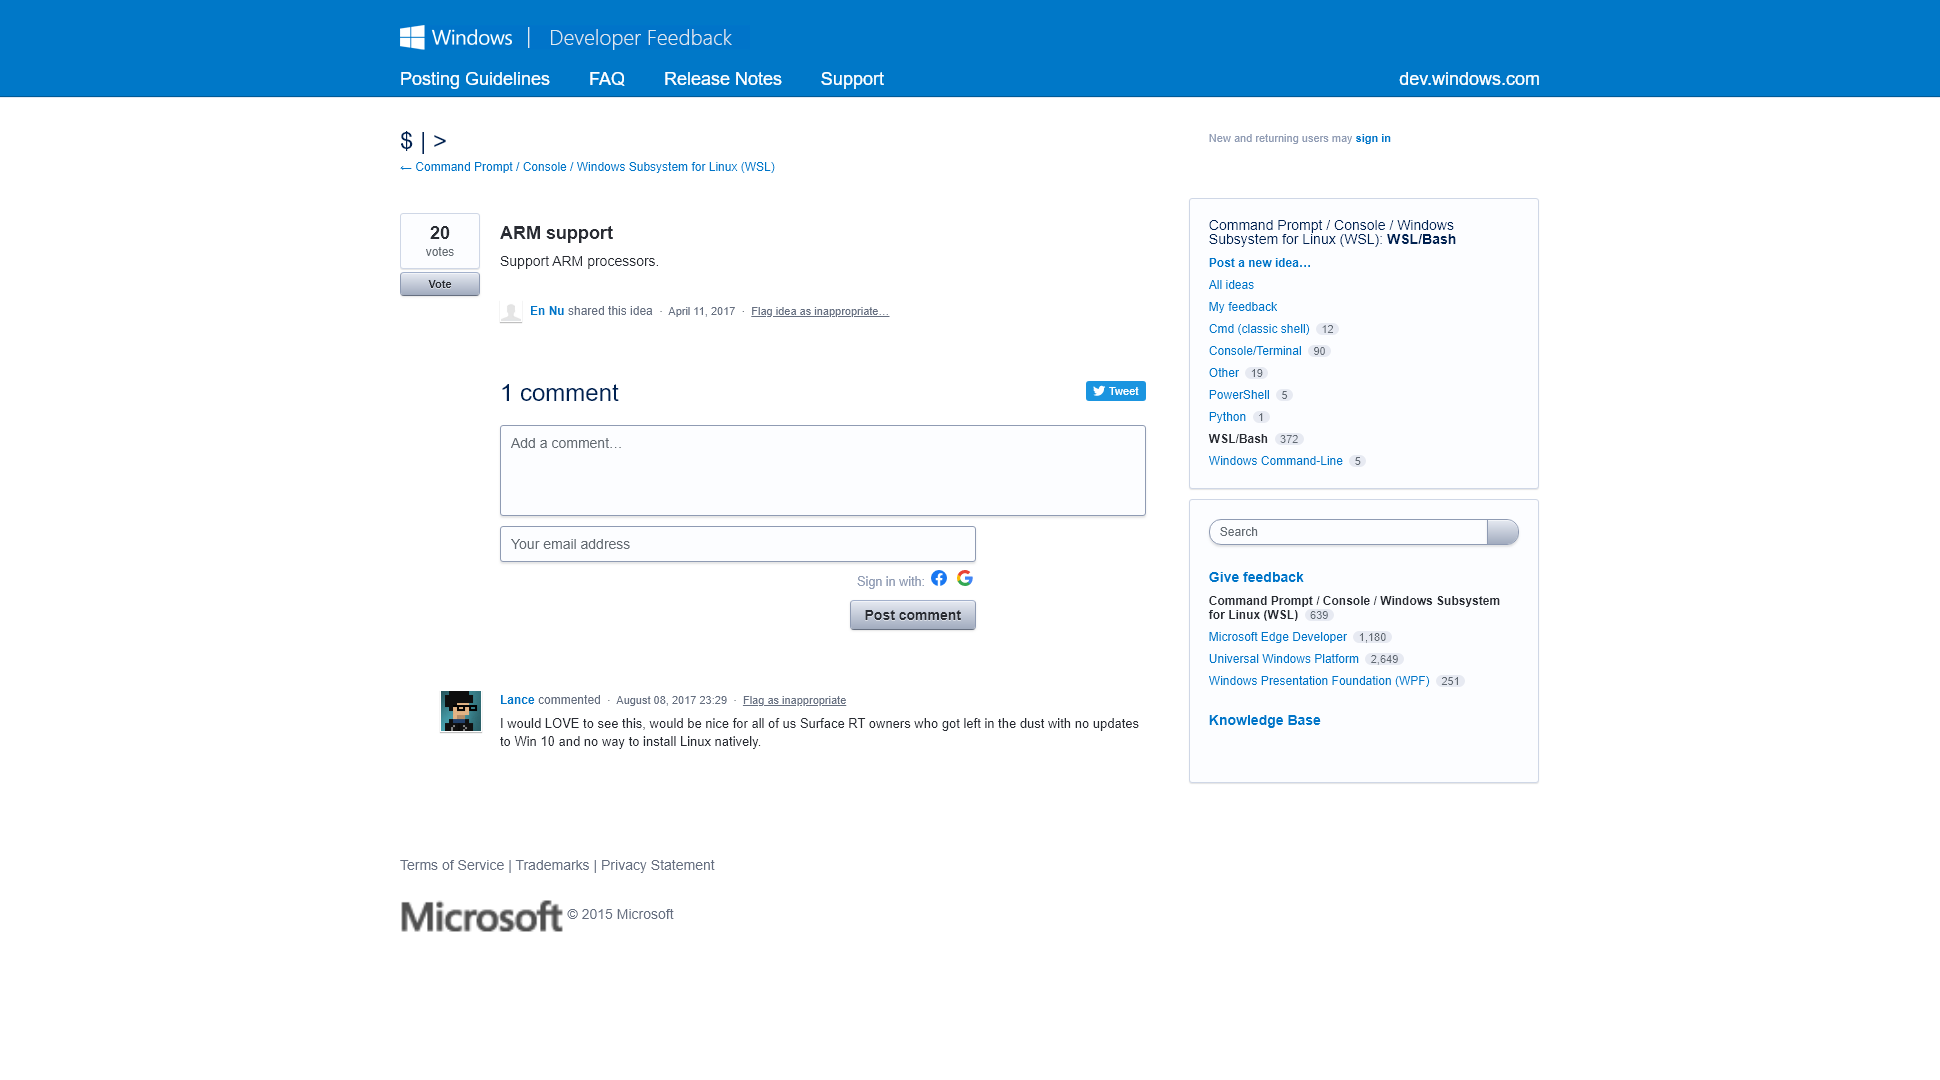 Windows | Developer Feedback
Posting Guidelines FAQ Release Notes Support dev.windows.com
$ | >
New and returning users may sign in
← Command Prompt / Console / Windows Subsystem for Linux (WSL)
20
votes
Vote
ARM support
Support ARM processors.
En Nu shared this idea · April 11, 2017 · Flag idea as inappropriate…
1 comment
Tweet
Add a comment…
Your email address
Sign in with:
Post comment
Lance commented · August 08, 2017 23:29 · Flag as inappropriate
I would LOVE to see this, would be nice for all of us Surface RT owners who got left in the dust with no updates
to Win 10 and no way to install Linux natively.
Command Prompt / Console / Windows
Subsystem for Linux (WSL): WSL/Bash
Post a new idea…
All ideas
My feedback
Cmd (classic shell) 12
Console/Terminal 90
Other 19
PowerShell 5
Python 1
WSL/Bash 372
Windows Command-Line 5
Search
Give feedback
Command Prompt / Console / Windows Subsystem
for Linux (WSL) 639
Microsoft Edge Developer 1,180
Universal Windows Platform 2,649
Windows Presentation Foundation (WPF) 251
Knowledge Base
Terms of Service | Trademarks | Privacy Statement
Microsoft © 2015 Microsoft